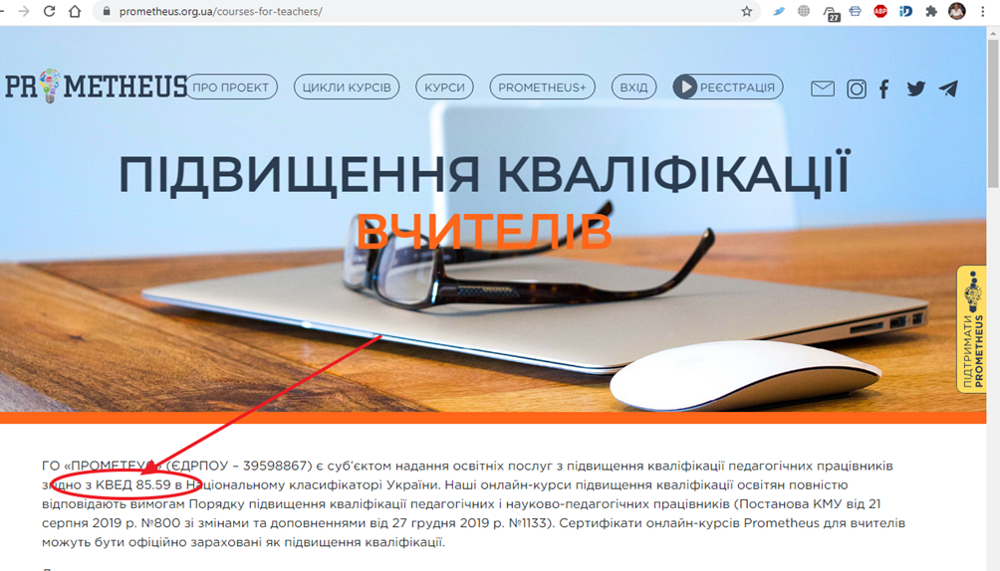 prometheus.org.ua/courses-for-teachers/
27
ABP
PROMETHEUS
ПРО ПРОЕКТ
ЦИКЛИ КУРСІВ
КУРСИ
PROMETHEUS+
ВХІД
РЕЄСТРАЦІЯ
ПІДВИЩЕННЯ КВАЛІФІКАЦІЇ
ВЧИТЕЛІВ
ПІДТРИМАТИ
PROMETHEUS
ГО «ПРОМЕТЕУС» (ЄДРПОУ – 39598867) є суб’єктом надання освітніх послуг з підвищення кваліфікації педагогічних працівників
згідно з КВЕД 85.59 в Національному класифікаторі України. Наші онлайн-курси підвищення кваліфікації освітян повністю
відповідають вимогам Порядку підвищення кваліфікації педагогічних і науково-педагогічних працівників (Постанова КМУ від 21
серпня 2019 р. №800 зі змінами та доповненнями від 27 грудня 2019 р. №1133). Сертифікати онлайн-курсів Prometheus для вчителів
можуть бути офіційно зараховані як підвищення кваліфікації.